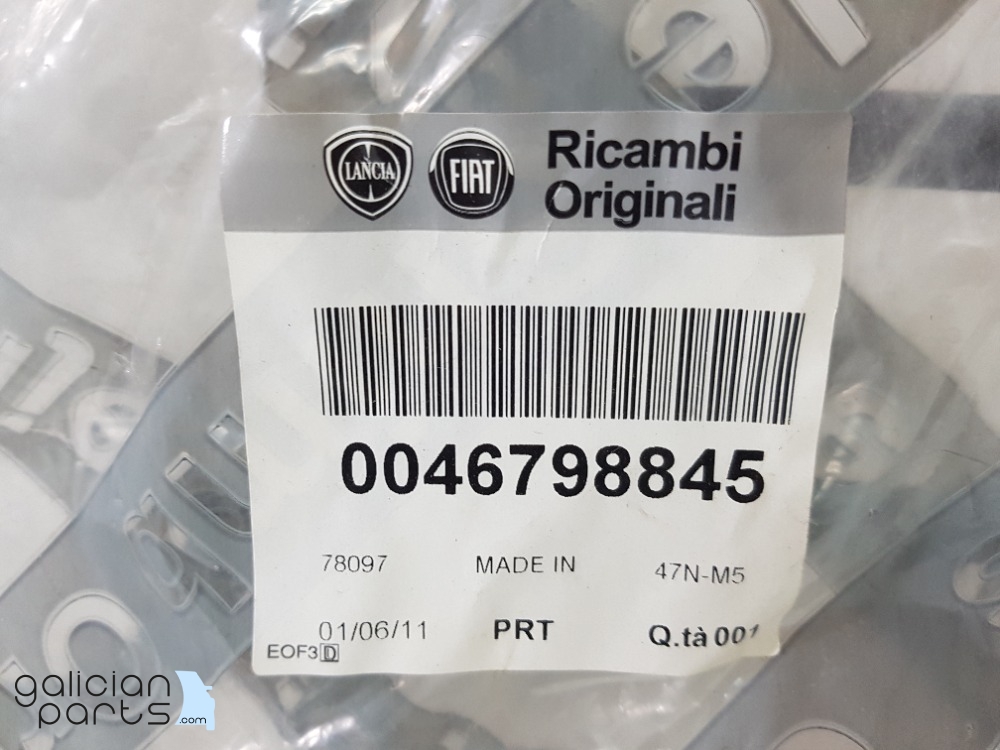 LANCIA
FIAT
Ricambi
Originali
0046798845
78097
MADE IN
47N-M5
01/06/11
PRT
Q.tà 001
EOF3 D
galician
parts.com